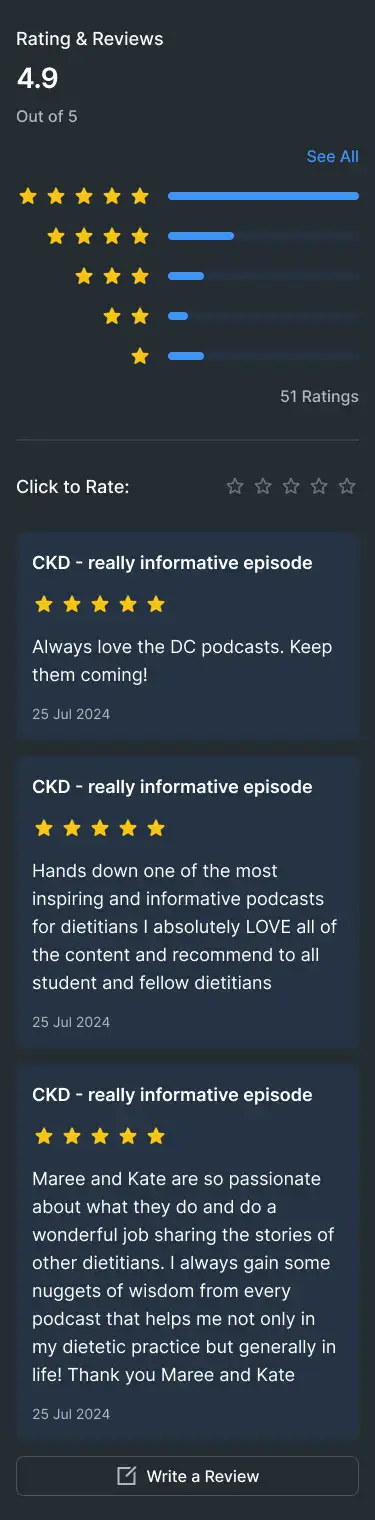 Rating & Reviews
4.9
Out of 5
See All
51 Ratings
Click to Rate:
CKD - really informative episode
Always love the DC podcasts. Keep
them coming!
25 Jul 2024
CKD - really informative episode
Hands down one of the most
inspiring and informative podcasts
for dietitians I absolutely LOVE all of
the content and recommend to all
student and fellow dietitians
25 Jul 2024
CKD - really informative episode
Maree and Kate are so passionate
about what they do and do a
wonderful job sharing the stories of
other dietitians. I always gain some
nuggets of wisdom from every
podcast that helps me not only in
my dietetic practice but generally in
life! Thank you Maree and Kate
25 Jul 2024
Write a Review